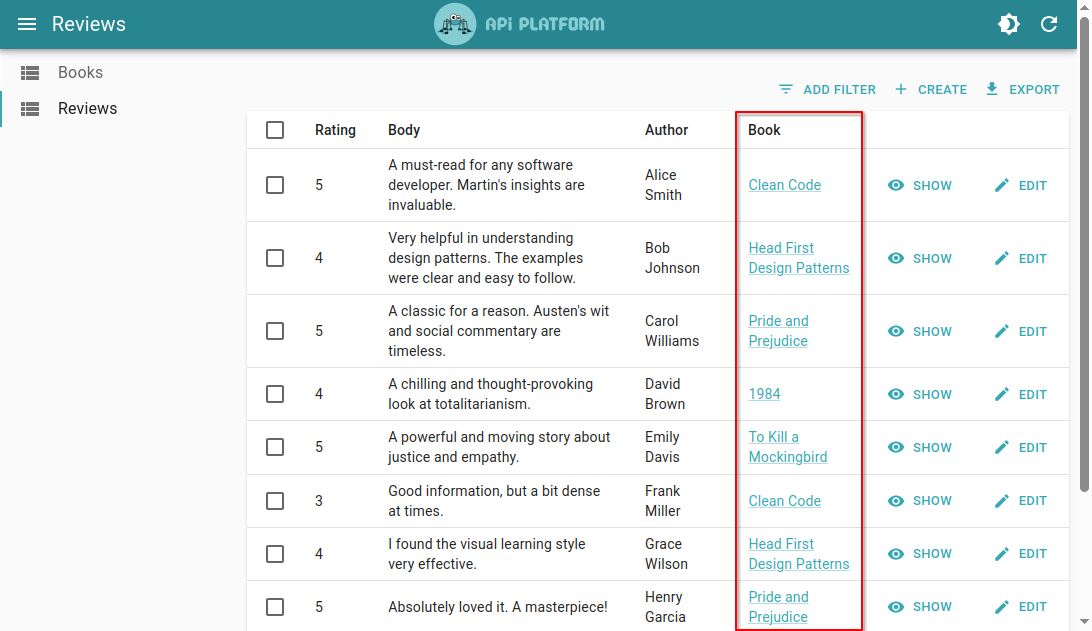 Reviews
API PLATFORM
Books
Reviews
ADD FILTER
CREATE
EXPORT
Rating Body Author Book
A must-read for any software
developer. Martin's insights are
invaluable.
5
Alice
Smith
Clean Code
SHOW
EDIT
Very helpful in understanding
design patterns. The examples
were clear and easy to follow.
4
Bob
Johnson
Head First
Design Patterns
SHOW
EDIT
A classic for a reason. Austen's wit
and social commentary are
timeless.
5
Carol
Williams
Pride and
Prejudice
SHOW
EDIT
A chilling and thought-provoking
look at totalitarianism.
4
David
Brown
1984
SHOW
EDIT
A powerful and moving story about
justice and empathy.
5
Emily
Davis
To Kill a
Mockingbird
SHOW
EDIT
Good information, but a bit dense
at times.
3
Frank
Miller
Clean Code
SHOW
EDIT
I found the visual learning style
very effective.
4
Grace
Wilson
Head First
Design Patterns
SHOW
EDIT
Absolutely loved it. A masterpiece!
5
Henry
Garcia
Pride and
Prejudice
SHOW
EDIT